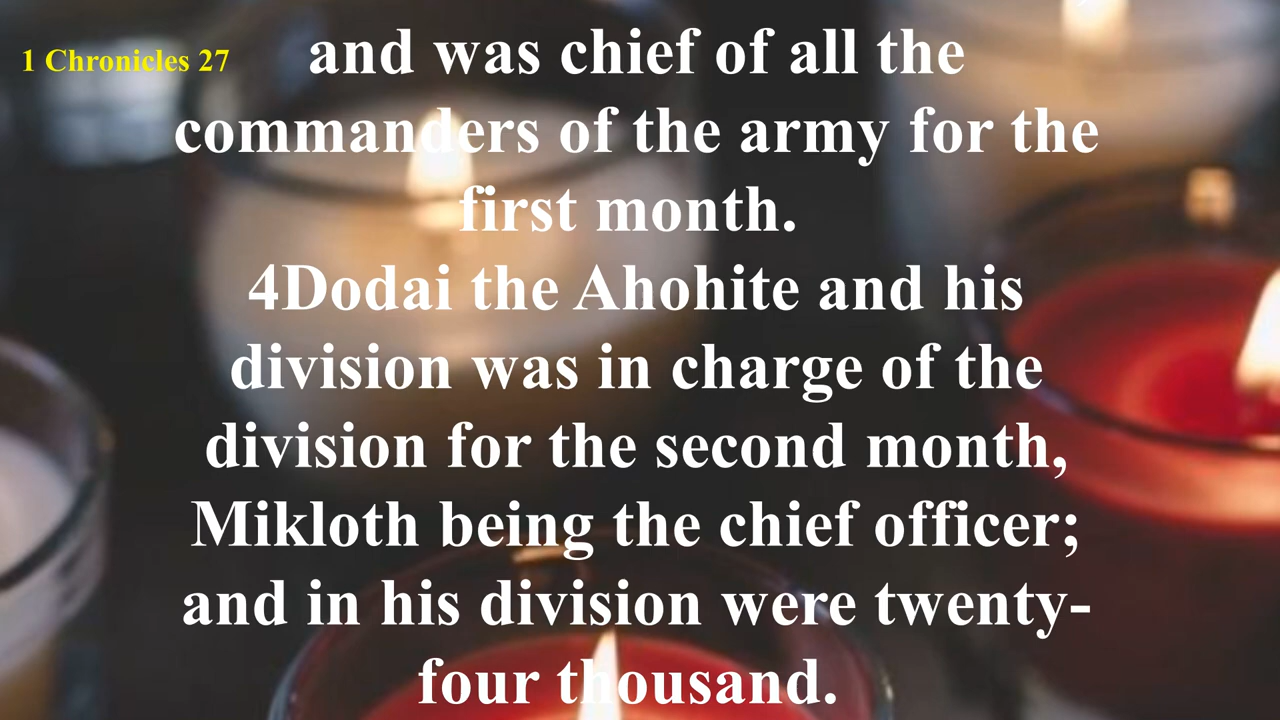 1 Chronicles 27
and was chief of all the
commanders of the army for the
first month.
4Dodai the Ahohite and his
division was in charge of the
division for the second month,
Mikloth being the chief officer;
and in his division were twenty-
four thousand.